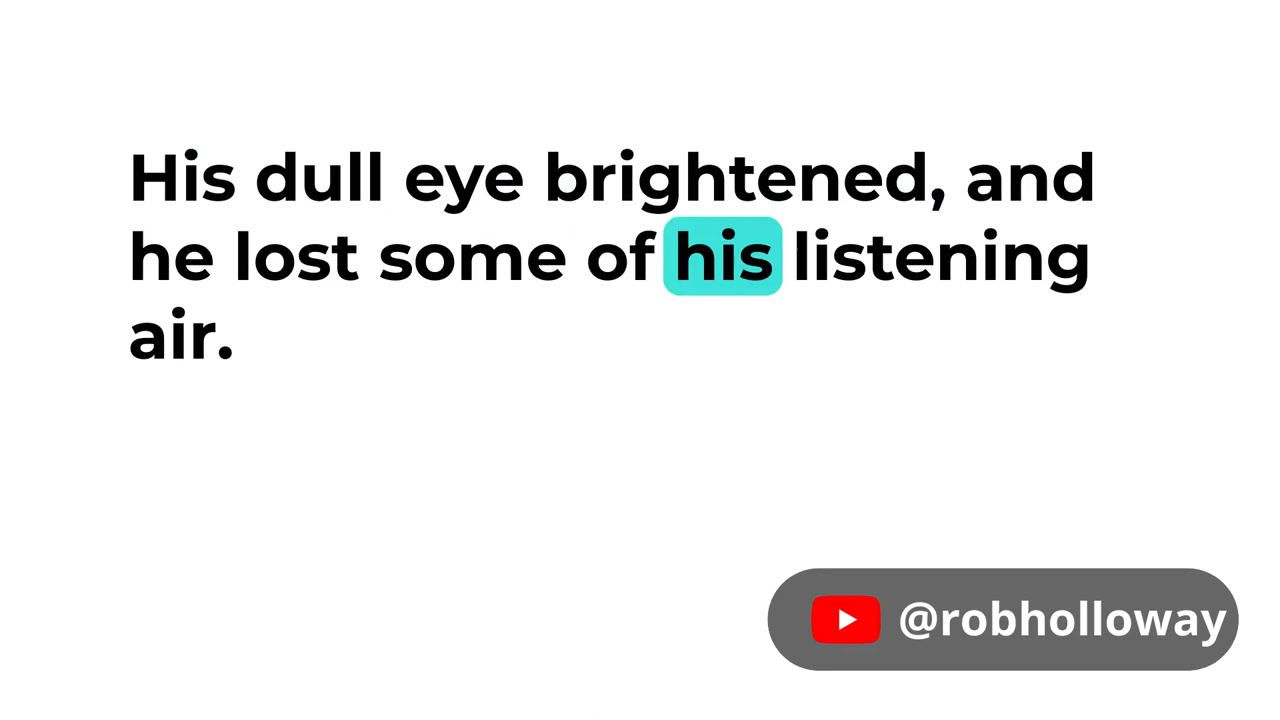 His dull eye brightened, and
he lost some of his listening
air.
@robholloway